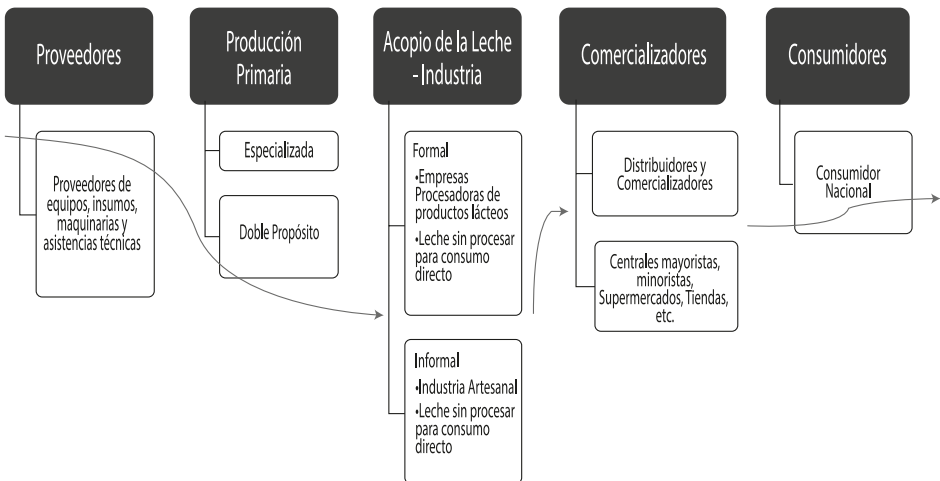 Proveedores
Proveedores de
equipos, insumos,
maquinarias y
asistencias técnicas
Producción
Primaria
Especializada
Doble Propósito
Acopio de la Leche
- Industria
Formal
•Empresas
Procesadoras de
productos lácteos
•Leche sin procesar
para consumo
directo
Informal
•Industria Artesanal
•Leche sin procesar
para consumo
directo
Comercializadores
Distribuidores y
Comercializadores
Centrales mayoristas,
minoristas,
Supermercados, Tiendas,
etc.
Consumidores
Consumidor
Nacional